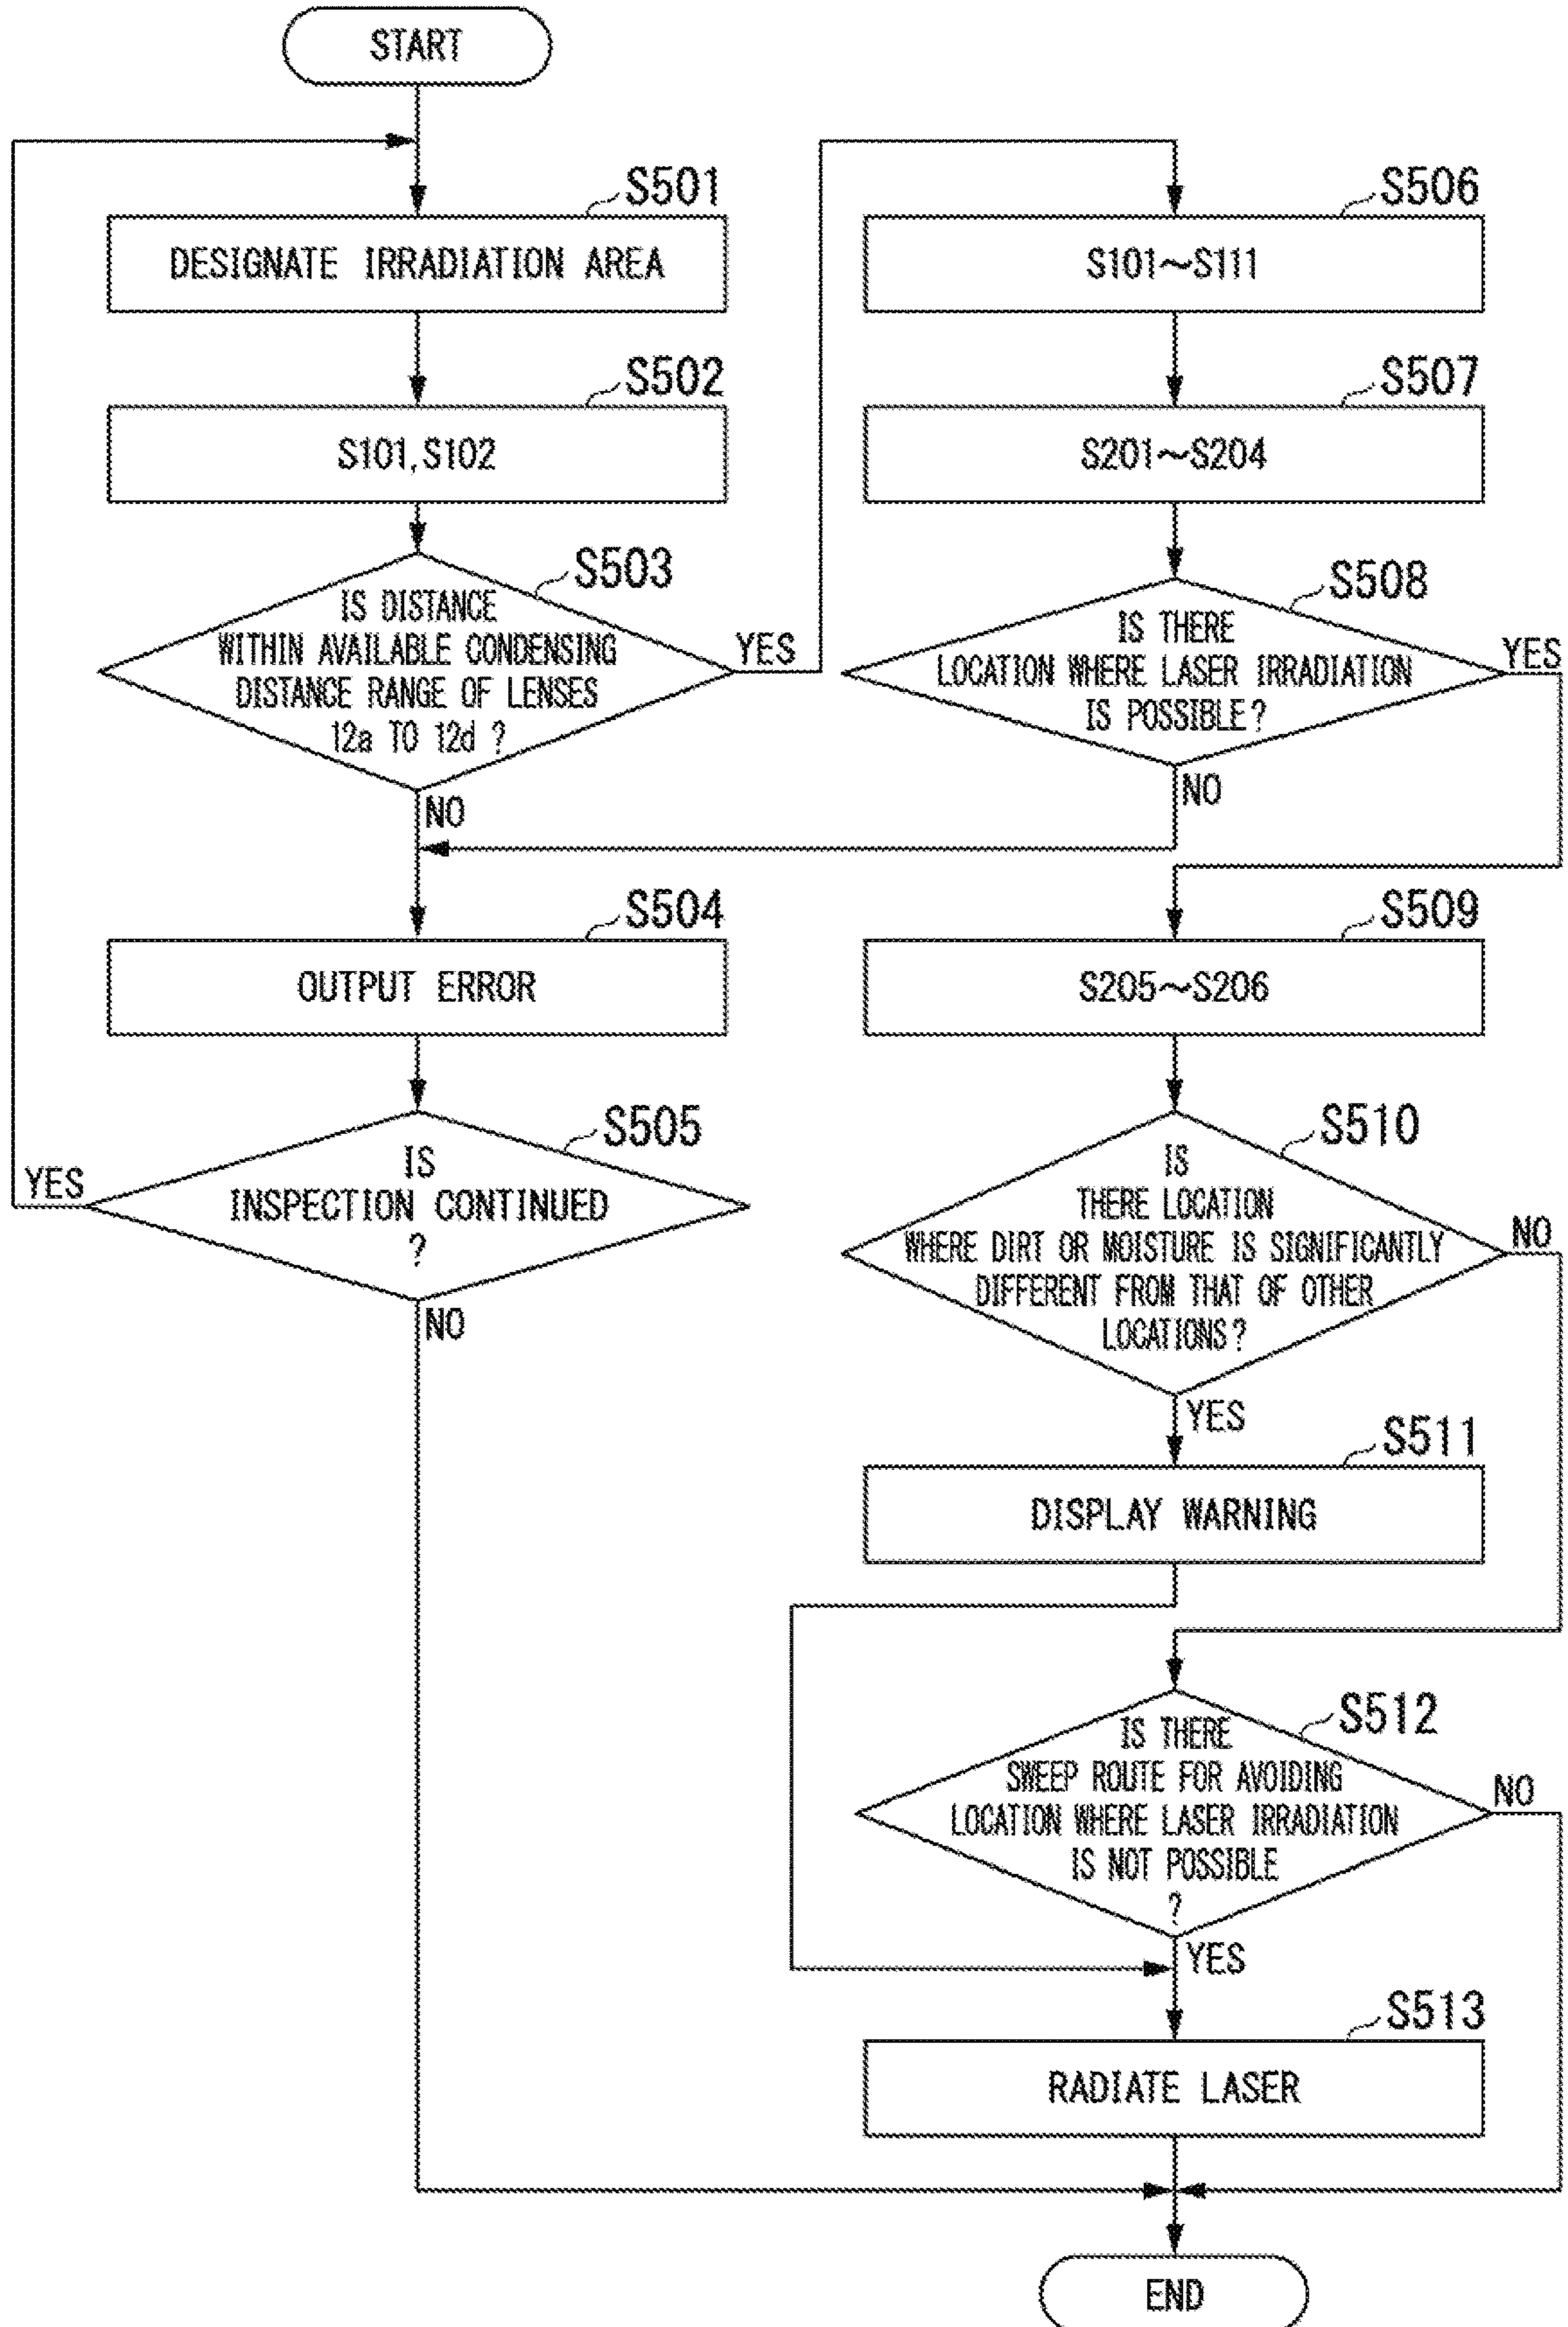 START
S501
DESIGNATE IRRADIATION AREA
S502
S101,S102
S503
IS DISTANCE
WITHIN AVAILABLE CONDENSING
DISTANCE RANGE OF LENSES
12a TO 12d ?
YES
NO
S504
OUTPUT ERROR
S505
IS
INSPECTION CONTINUED
?
YES
NO
S506
S101~S111
S507
S201~S204
S508
IS THERE
LOCATION WHERE LASER IRRADIATION
IS POSSIBLE?
YES
NO
S509
S205~S206
S510
IS
THERE LOCATION
WHERE DIRT OR MOISTURE IS SIGNIFICANTLY
DIFFERENT FROM THAT OF OTHER
LOCATIONS?
NO
YES
S511
DISPLAY WARNING
S512
IS THERE
SWEEP ROUTE FOR AVOIDING
LOCATION WHERE LASER IRRADIATION
IS NOT POSSIBLE
?
NO
YES
S513
RADIATE LASER
END